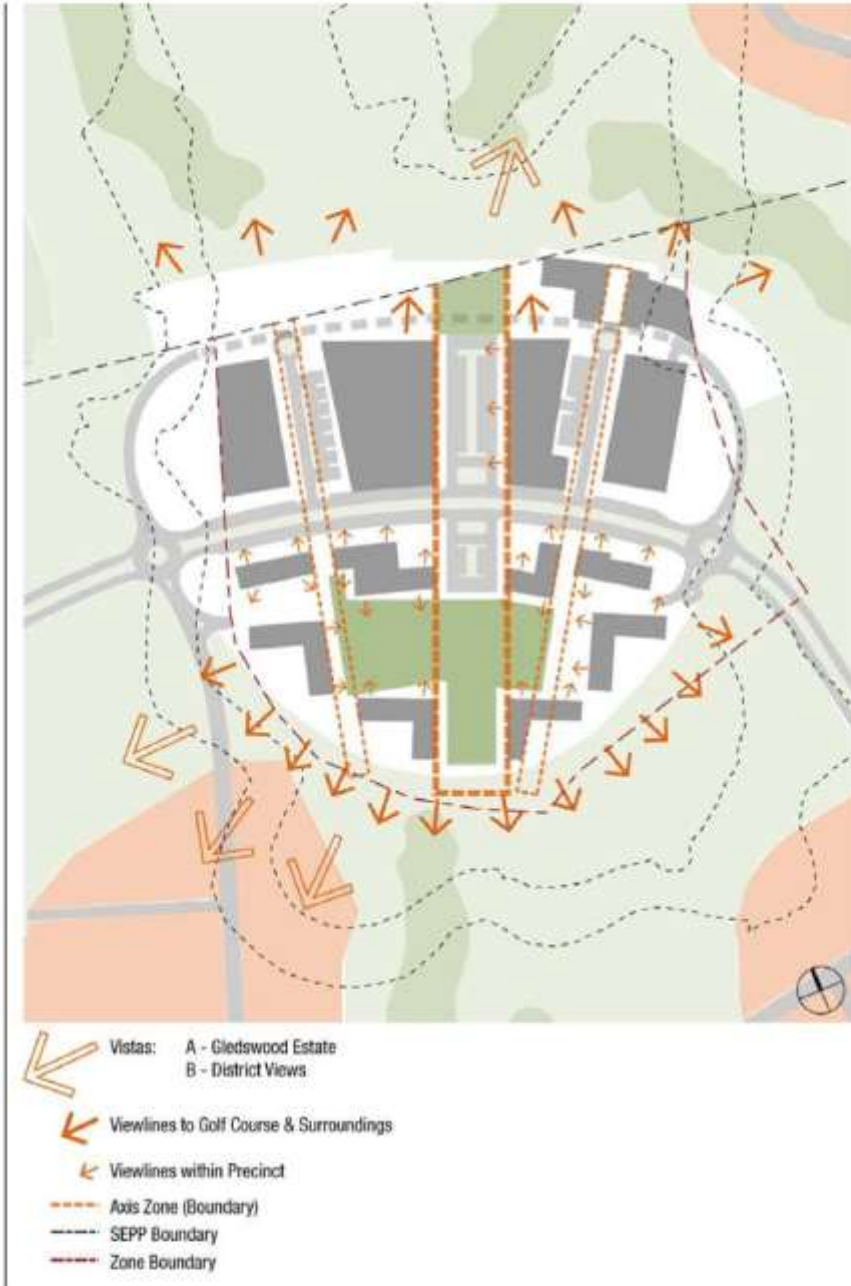 Vistas: A - Gledswood Estate
B - District Views
Viewlines to Golf Course & Surroundings
Viewlines within Precinct
Axis Zone (Boundary)
SEPP Boundary
Zone Boundary